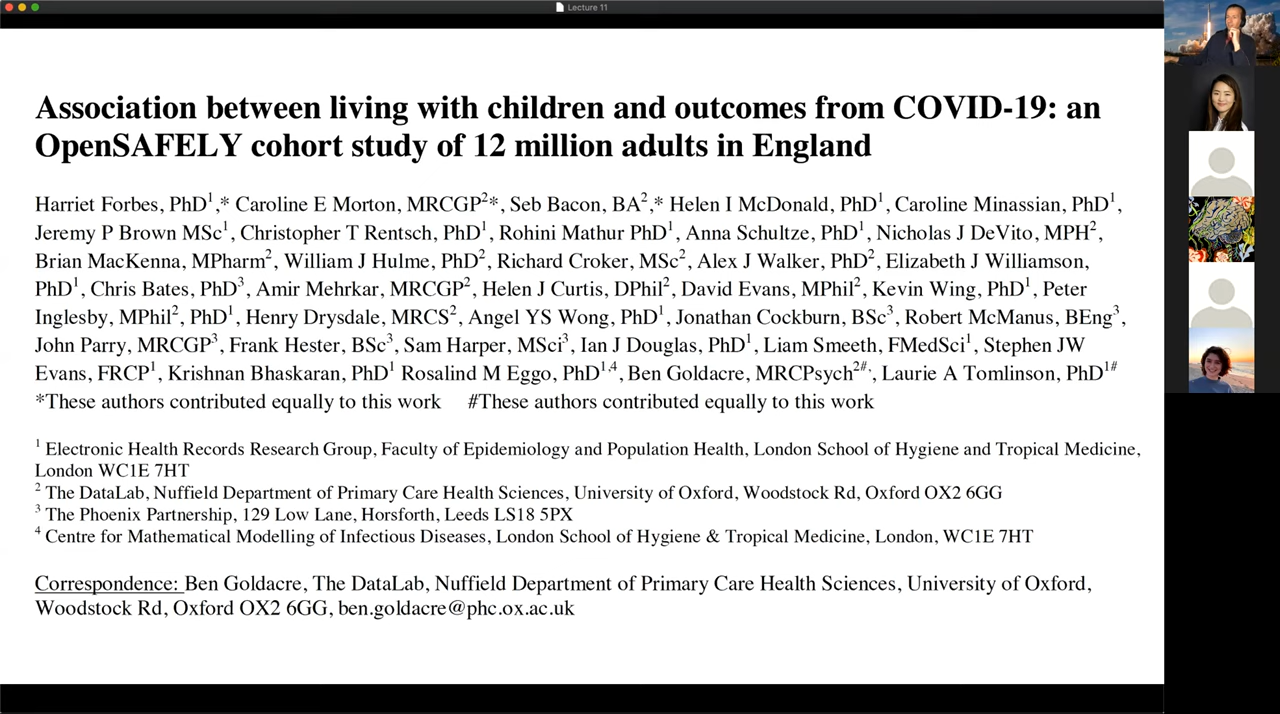 Lecture 11
Association between living with children and outcomes from COVID-19: an
OpenSAFELY cohort study of 12 million adults in England
Harriet Forbes, PhD1,* Caroline E Morton, MRCGP2*, Seb Bacon, BA2,* Helen I McDonald, PhD1, Caroline Minassian, PhD1,
Jeremy P Brown MSc1, Christopher T Rentsch, PhD1, Rohini Mathur PhD1, Anna Schultze, PhD1, Nicholas J DeVito, MPH2,
Brian MacKenna, MPharm2, William J Hulme, PhD2, Richard Croker, MSc2, Alex J Walker, PhD2, Elizabeth J Williamson,
PhD1, Chris Bates, PhD3, Amir Mehrkar, MRCGP2, Helen J Curtis, DPhil2, David Evans, MPhil2, Kevin Wing, PhD1, Peter
Inglesby, MPhil2, PhD1, Henry Drysdale, MRCS2, Angel YS Wong, PhD1, Jonathan Cockburn, BSc3, Robert McManus, BEng3,
John Parry, MRCGP3, Frank Hester, BSc3, Sam Harper, MSci3, Ian J Douglas, PhD1, Liam Smeeth, FMedSci1, Stephen JW
Evans, FRCP1, Krishnan Bhaskaran, PhD1 Rosalind M Eggo, PhD1,4, Ben Goldacre, MRCPsych2#,, Laurie A Tomlinson, PhD1#
*These authors contributed equally to this work #These authors contributed equally to this work
1 Electronic Health Records Research Group, Faculty of Epidemiology and Population Health, London School of Hygiene and Tropical Medicine,
London WC1E 7HT
2 The DataLab, Nuffield Department of Primary Care Health Sciences, University of Oxford, Woodstock Rd, Oxford OX2 6GG
3 The Phoenix Partnership, 129 Low Lane, Horsforth, Leeds LS18 5PX
4 Centre for Mathematical Modelling of Infectious Diseases, London School of Hygiene & Tropical Medicine, London, WC1E 7HT
Correspondence: Ben Goldacre, The DataLab, Nuffield Department of Primary Care Health Sciences, University of Oxford,
Woodstock Rd, Oxford OX2 6GG, ben.goldacre@phc.ox.ac.uk